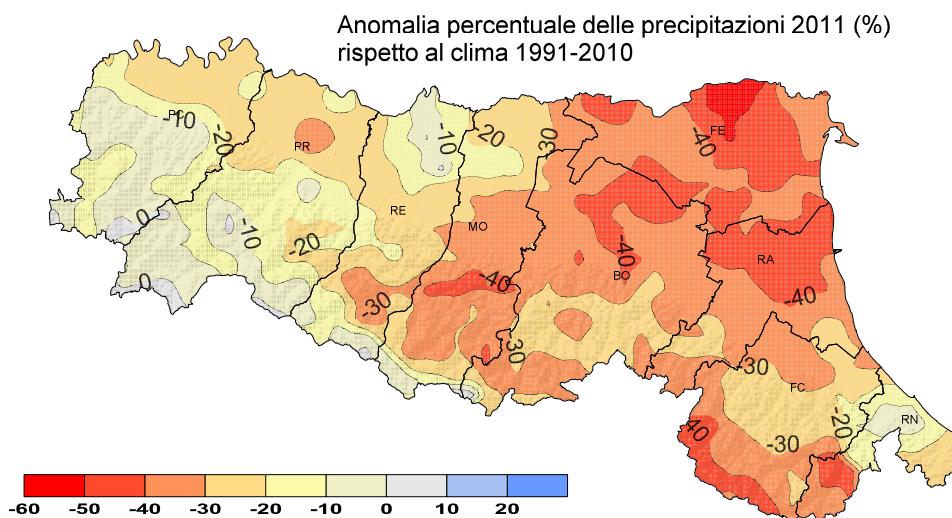 Anomalia percentuale delle precipitazioni 2011 (%)
rispetto al clima 1991-2010
PC
-10
-20
PR
-10
-20
-30
FE
-40
RE
MO
-0
-10
-20
-40
BO
RA
-0
-30
-40
-40
30
30
FC
-20
RN
40
-30
-60 -50 -40 -30 -20 -10 0 10 20